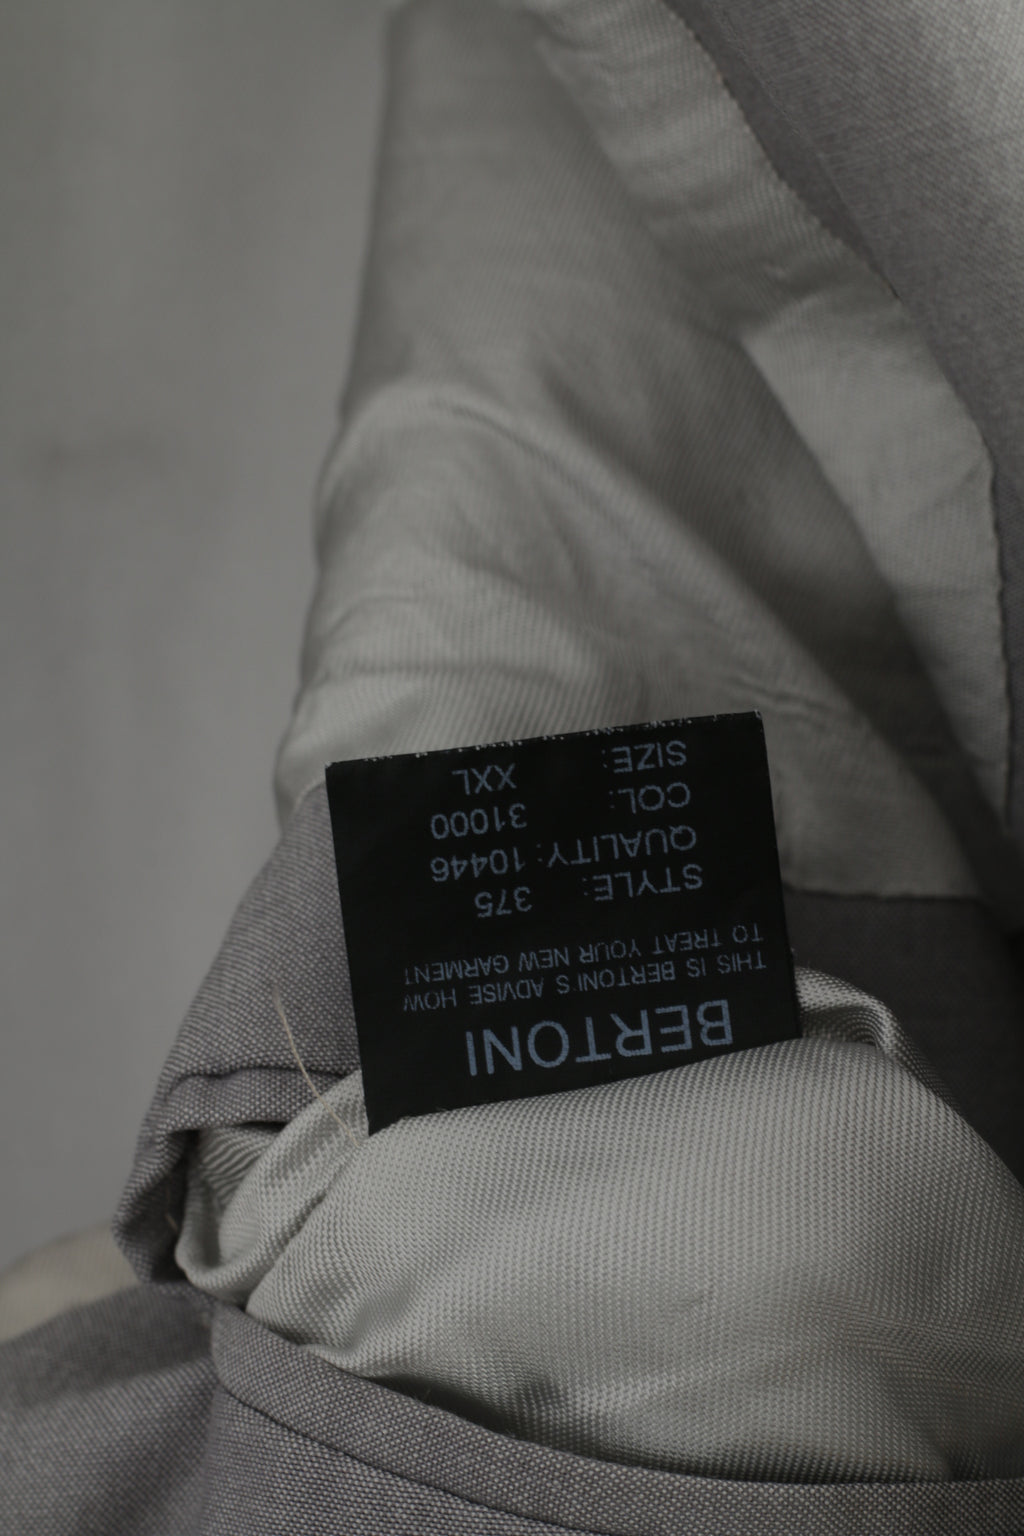 BERTONI
THIS IS BERTONI'S ADVISE HOW
TO TREAT YOUR NEW GARMENT
STYLE: 375
QUALITY: 10446
COL: 31000
SIZE: XXL